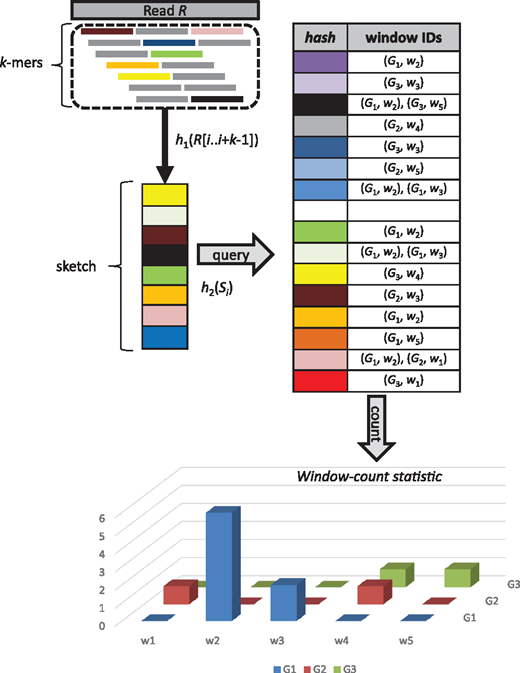 Read R
k-mers
h₁(R[i..i+k-1])
sketch
query
h₂(Sᵢ)
hash window IDs
(G₁, w₂)
(G₃, w₃)
(G₁, w₂), (G₃, w₅)
(G₂, w₄)
(G₃, w₃)
(G₂, w₅)
(G₁, w₂), (G₁, w₃)
(G₁, w₂)
(G₁, w₂), (G₁, w₃)
(G₃, w₄)
(G₂, w₃)
(G₁, w₂)
(G₁, w₅)
(G₁, w₂), (G₂, w₁)
(G₃, w₁)
count
Window-count statistic
6
5
4
3
2
1
0
w1 w2 w3 w4 w5
G1
G2
G3
G1 G2 G3